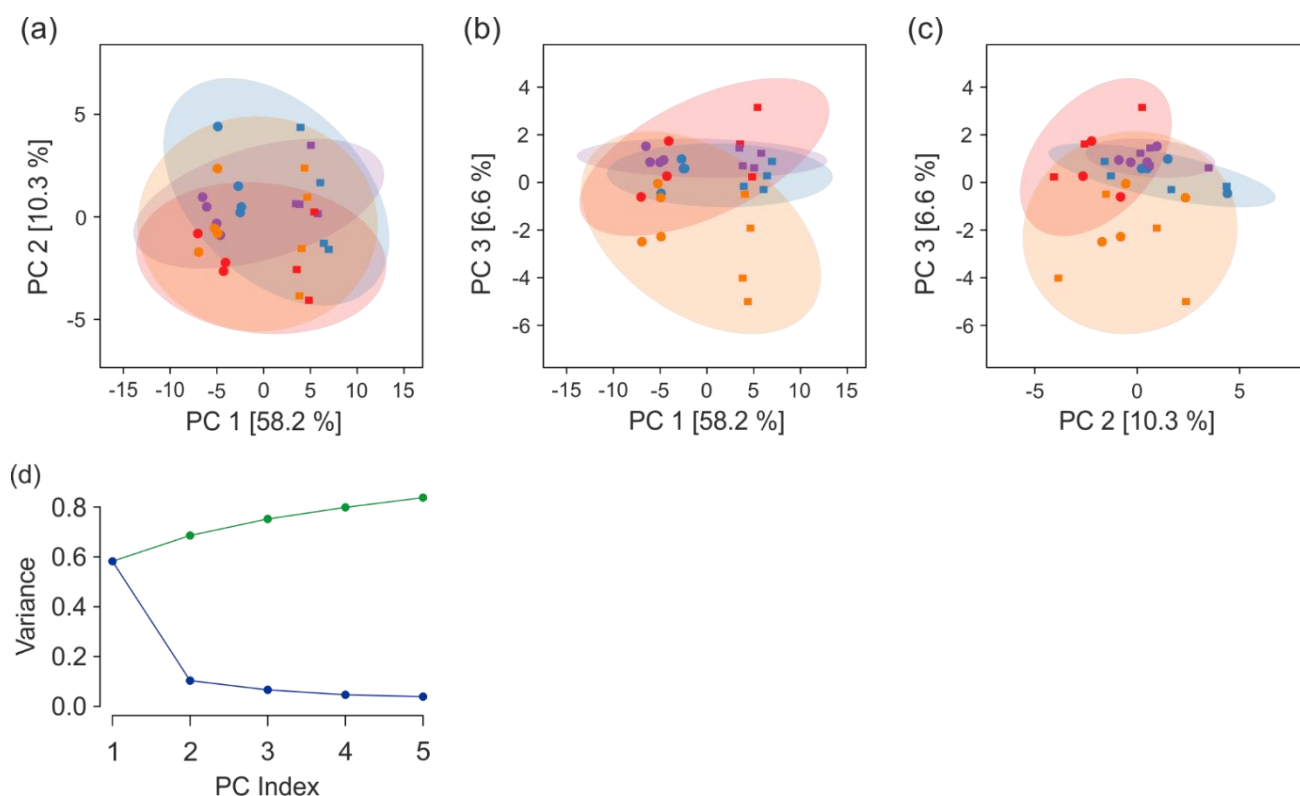 (a)
5
0
-5
PC 2 [10.3 %]
-15 -10 -5 0 5 10 15
PC 1 [58.2 %]
(b)
4
2
0
-2
-4
-6
PC 3 [6.6 %]
-15 -10 -5 0 5 10 15
PC 1 [58.2 %]
(c)
4
2
0
-2
-4
-6
PC 3 [6.6 %]
-5 0 5
PC 2 [10.3 %]
(d)
0.8
0.6
0.4
0.2
0.0
Variance
1 2 3 4 5
PC Index